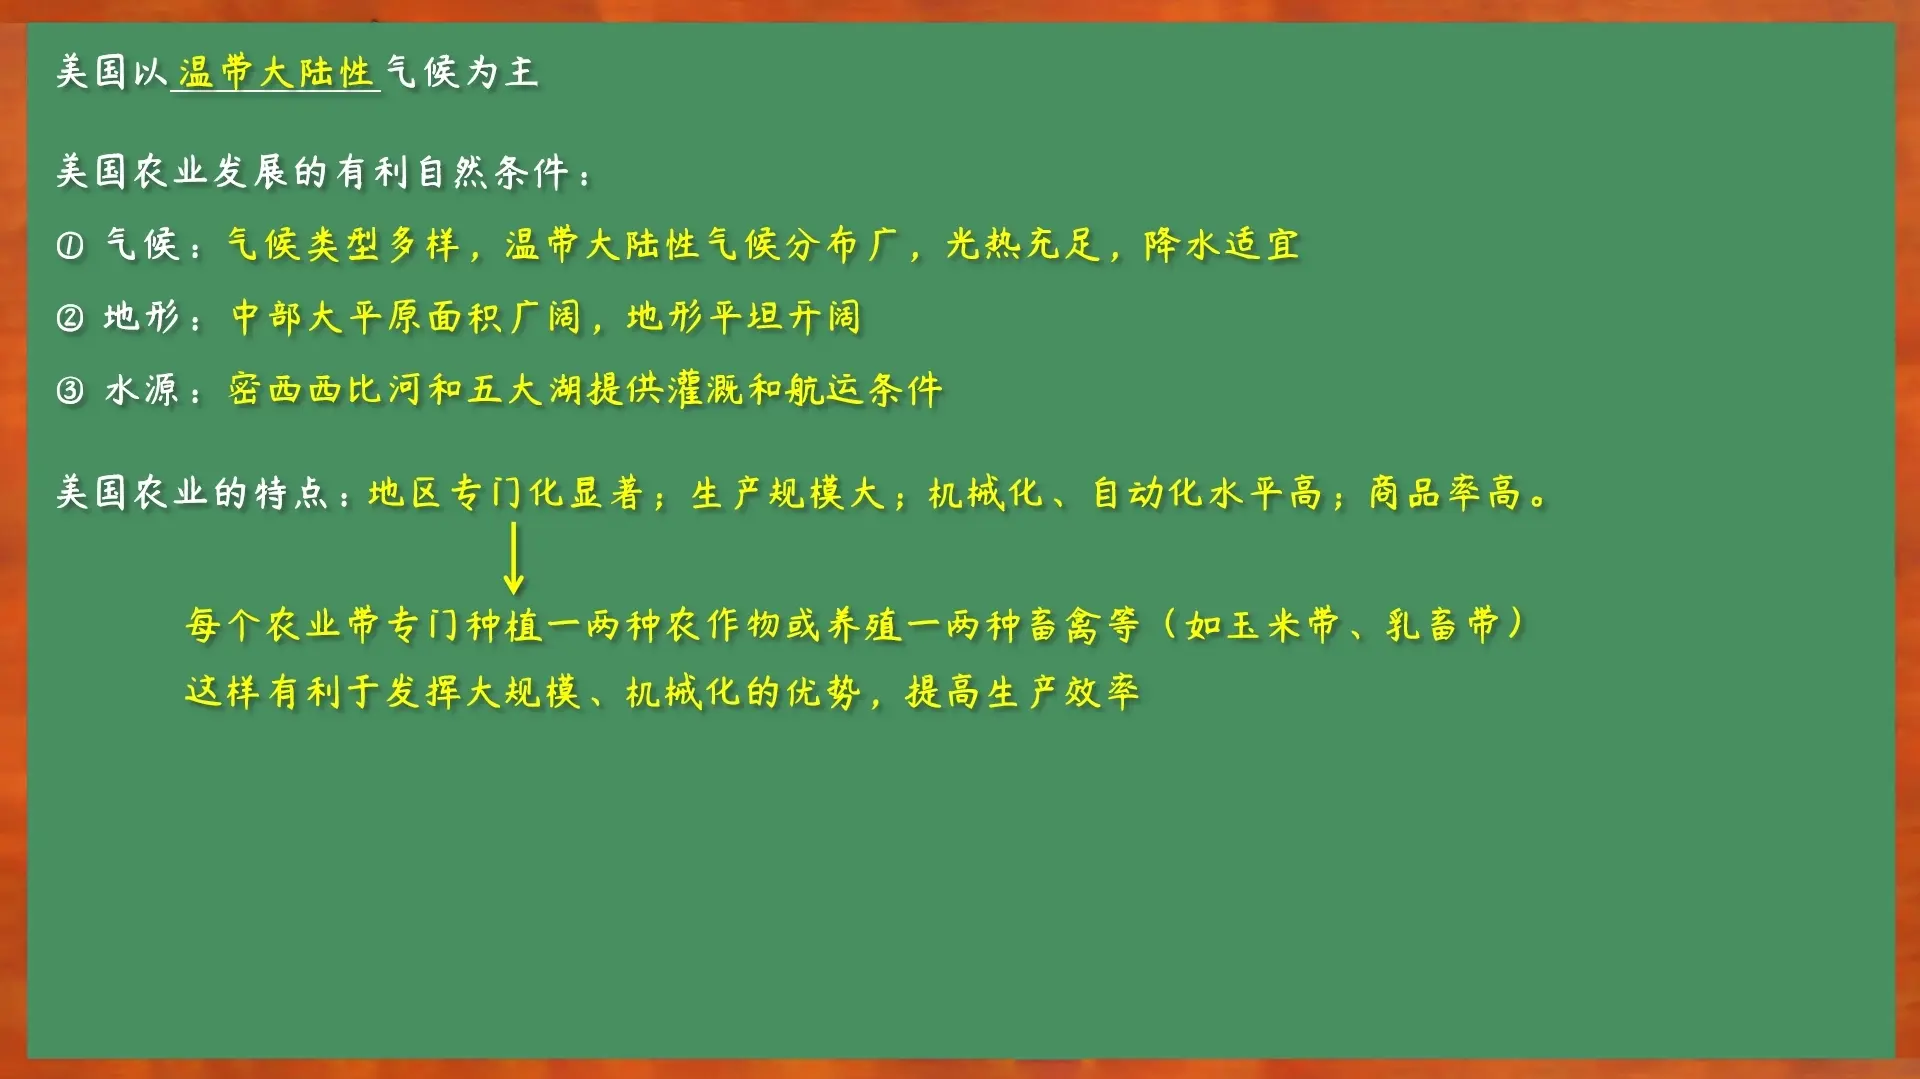 美国以温带大陆性气候为主
美国农业发展的有利自然条件：
① 气候：气候类型多样，温带大陆性气候分布广，光热充足，降水适宜
② 地形：中部大平原面积广阔，地形平坦开阔
③ 水源：密西西比河和五大湖提供灌溉和航运条件
美国农业的特点：地区专门化显著；生产规模大；机械化、自动化水平高；商品率高。
每个农业带专门种植一两种农作物或养殖一两种畜禽等（如玉米带、乳畜带）
这样有利于发挥大规模、机械化的优势，提高生产效率